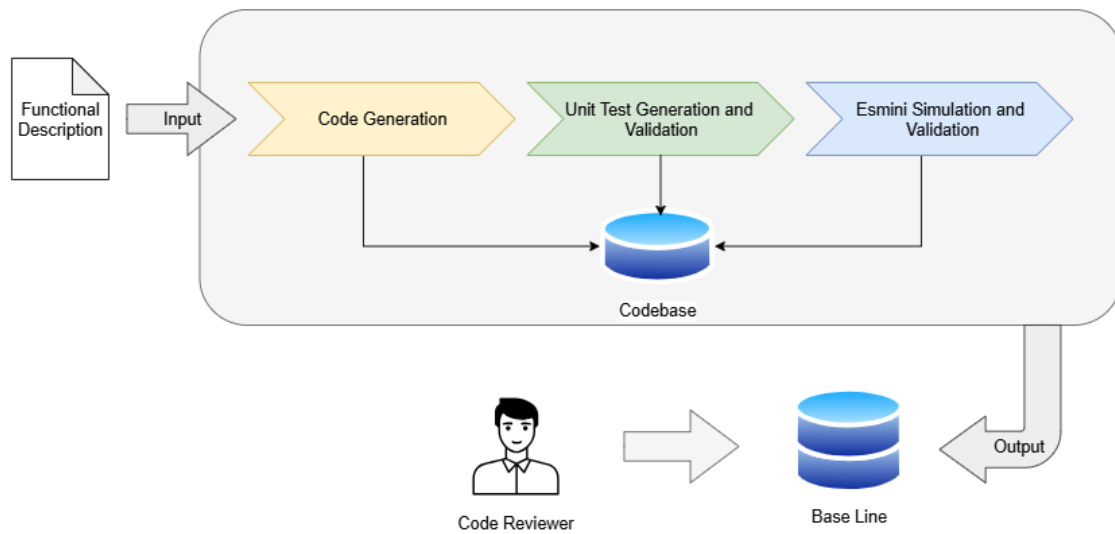 Functional
Description
Input
Code Generation
Unit Test Generation and
Validation
Esmini Simulation and
Validation
Codebase
Code Reviewer
Base Line
Output